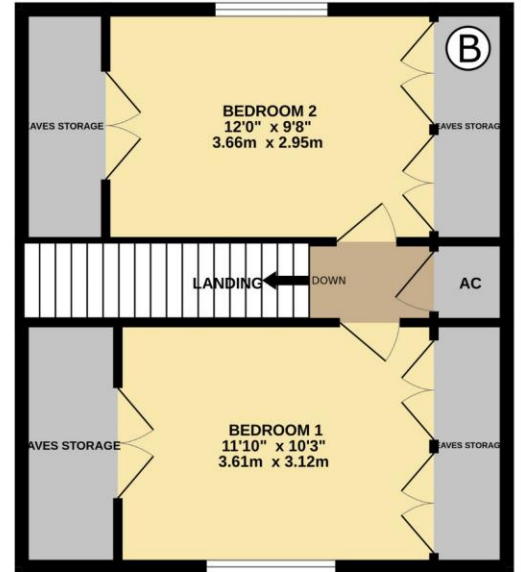 B
BEDROOM 2
12'0" x 9'8"
3.66m x 2.95m
EAVES STORAGE
EAVES STORAGE
LANDING
DOWN
AC
EAVES STORAGE
BEDROOM 1
11'10" x 10'3"
3.61m x 3.12m
EAVES STORAGE